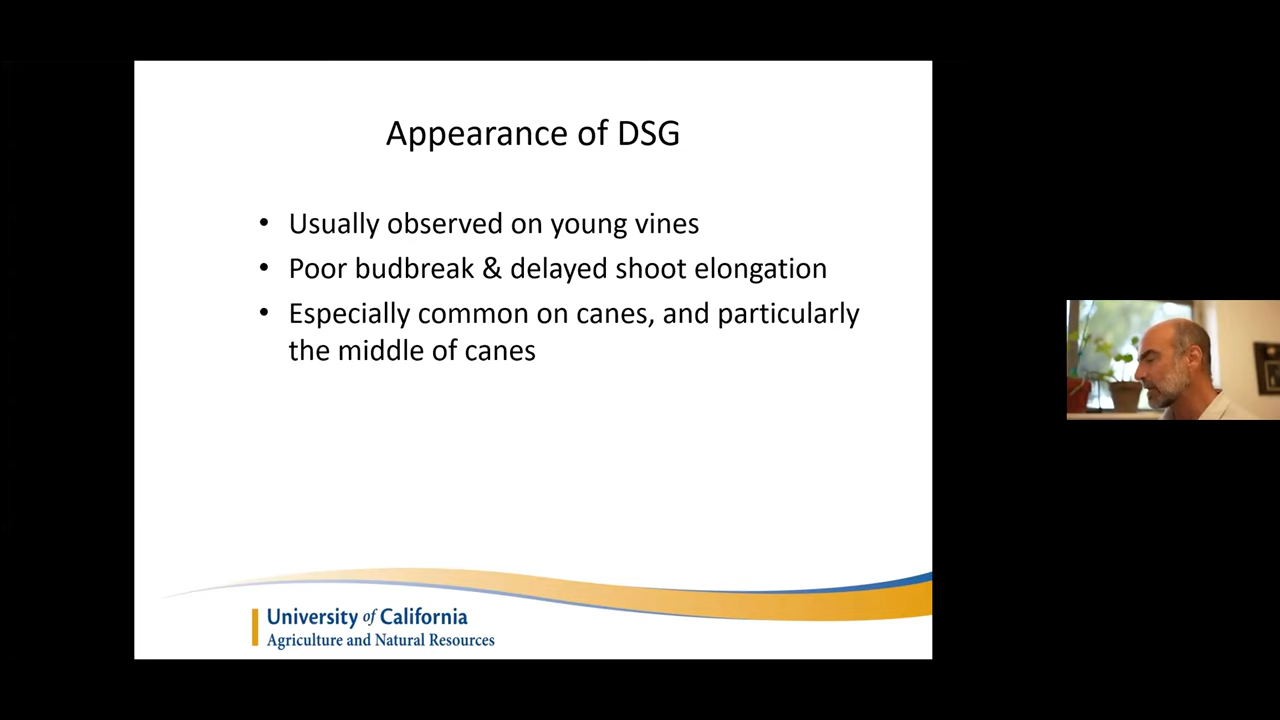 Appearance of DSG
• Usually observed on young vines
• Poor budbreak & delayed shoot elongation
• Especially common on canes, and particularly
the middle of canes
University of California
Agriculture and Natural Resources